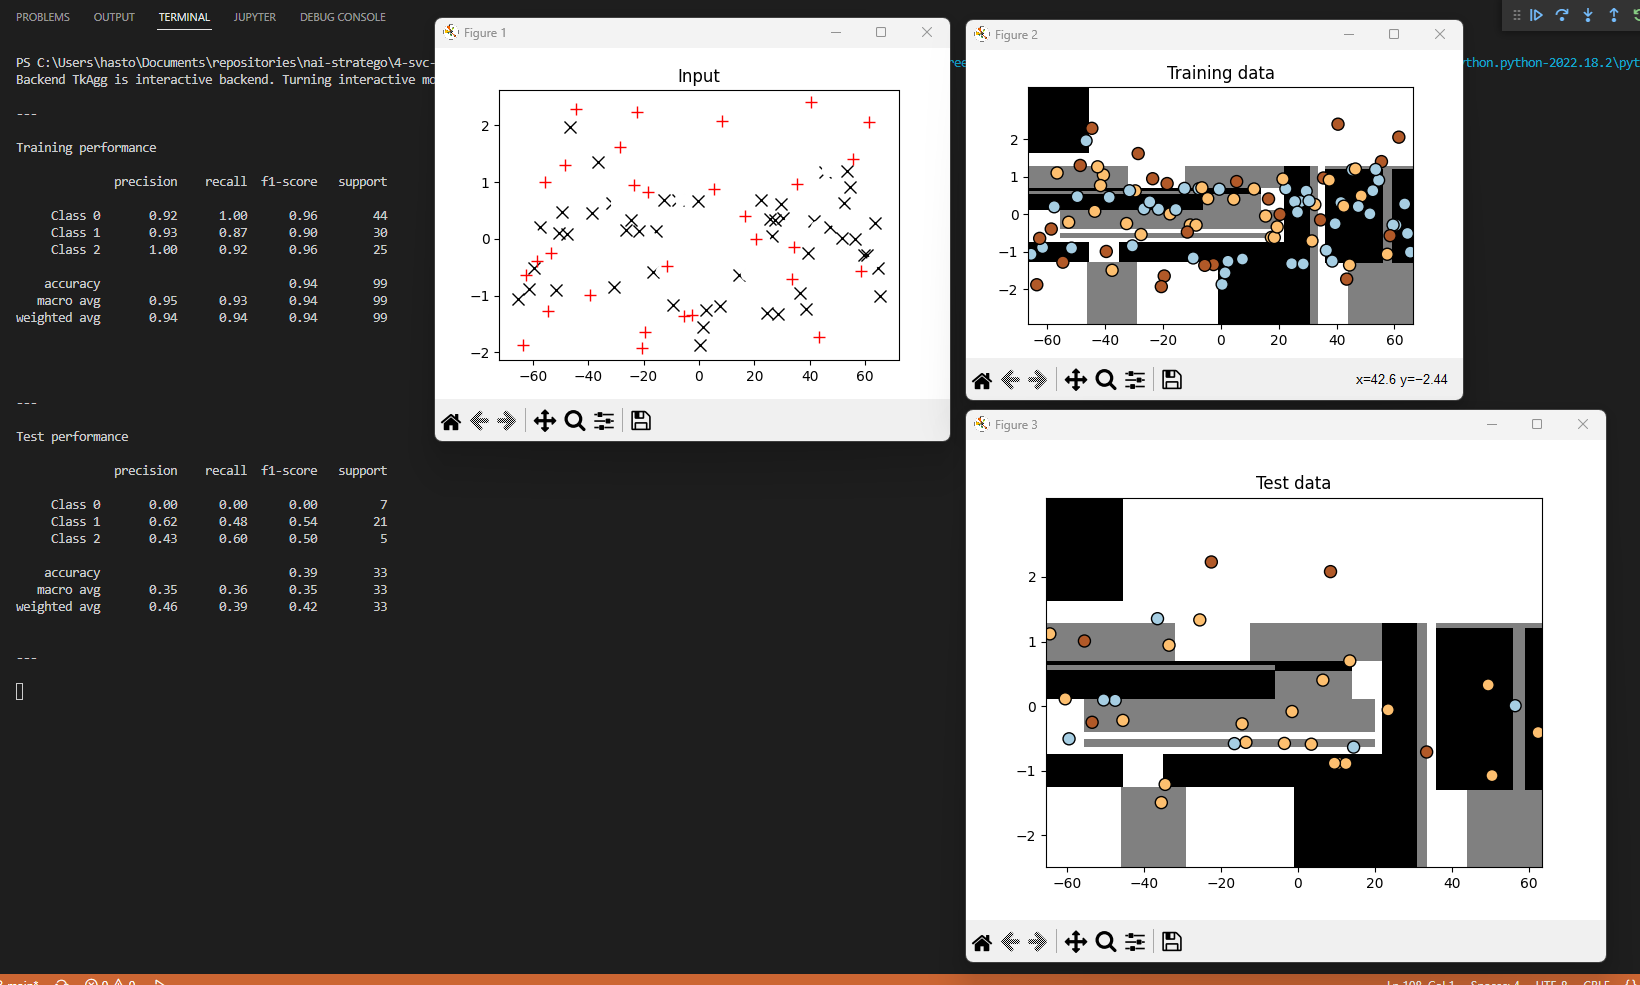 PROBLEMS OUTPUT TERMINAL JUPYTER DEBUG CONSOLE
PS C:\Users\hasto\Documents\repositories\nai-stratego\4-svc-
Backend TkAgg is interactive backend. Turning interactive mo
---
Training performance
precision recall f1-score support
Class 0 0.92 1.00 0.96 44
Class 1 0.93 0.87 0.90 30
Class 2 1.00 0.92 0.96 25
accuracy 0.94 99
macro avg 0.95 0.93 0.94 99
weighted avg 0.94 0.94 0.94 99
---
Test performance
precision recall f1-score support
Class 0 0.00 0.00 0.00 7
Class 1 0.62 0.48 0.54 21
Class 2 0.43 0.60 0.50 5
accuracy 0.39 33
macro avg 0.35 0.36 0.35 33
weighted avg 0.46 0.39 0.42 33
---
Figure 1
Input
2
1
0
−1
−2
−60 −40 −20 0 20 40 60
Figure 2
thon.python-2022.18.2\pyt
Training data
2
1
0
−1
−2
−60 −40 −20 0 20 40 60
x=42.6 y=−2.44
Figure 3
Test data
2
1
0
−1
−2
−60 −40 −20 0 20 40 60